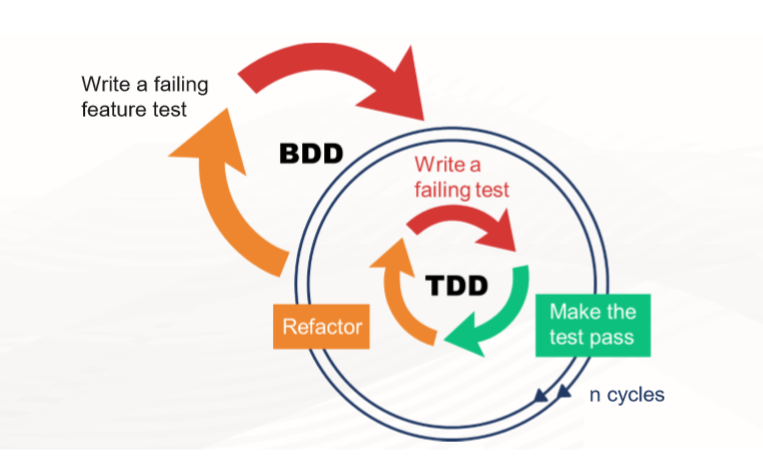 Write a failing
feature test
BDD
Write a
failing test
TDD
Refactor
Make the
test pass
n cycles